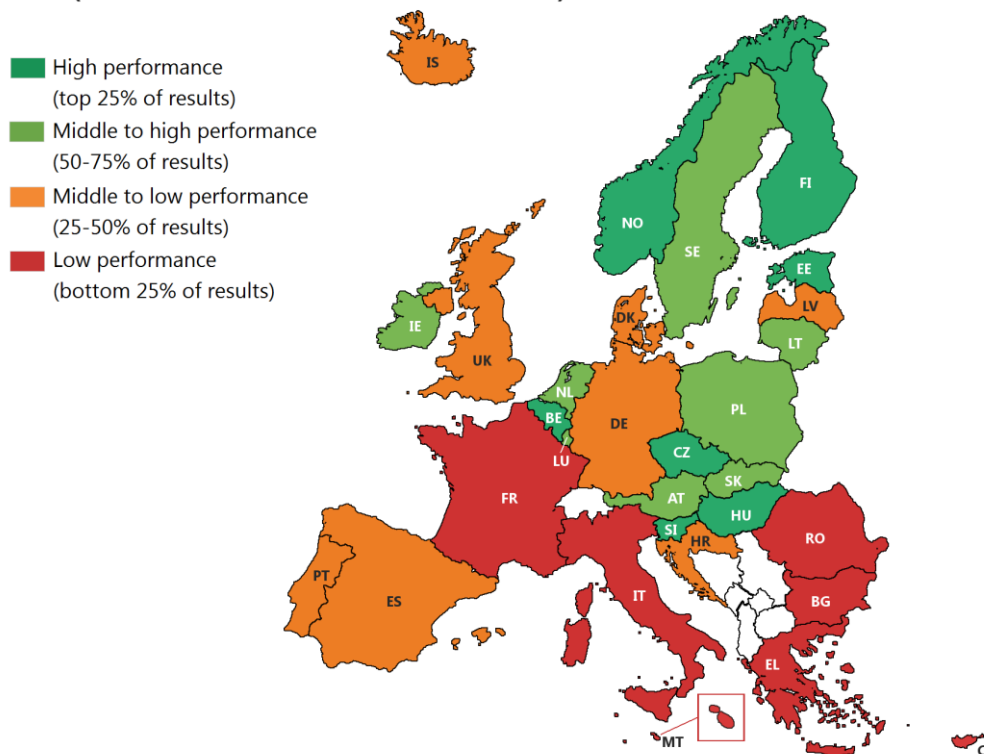 High performance
(top 25% of results)
Middle to high performance
(50-75% of results)
Middle to low performance
(25-50% of results)
Low performance
(bottom 25% of results)
IS
NO
FI
SE
EE
LV
LT
DK
IE
UK
NL
BE
LU
DE
PL
CZ
SK
AT
HU
SI
HR
FR
RO
PT
ES
IT
BG
EL
MT